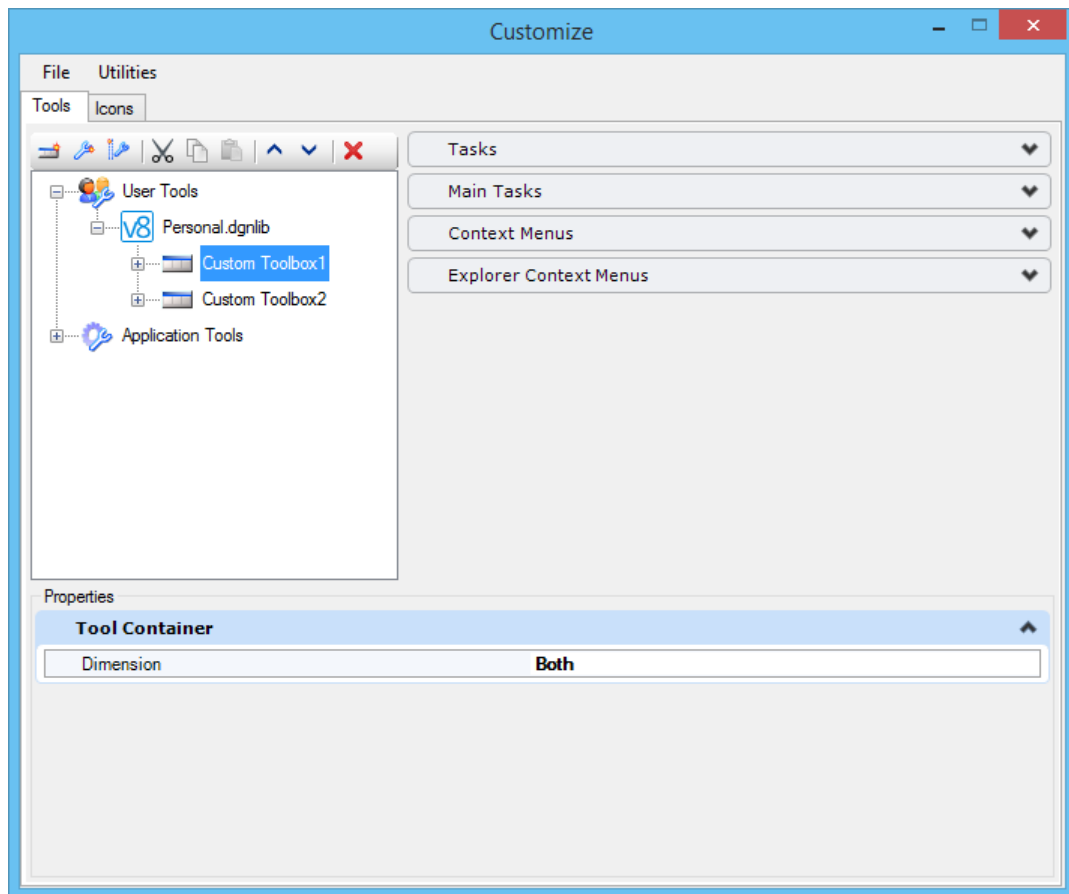 Customize
File Utilities
Tools Icons
User Tools
V8 Personal.dgnlib
Custom Toolbox1
Custom Toolbox2
Application Tools
Tasks
Main Tasks
Context Menus
Explorer Context Menus
Properties
Tool Container
Dimension Both